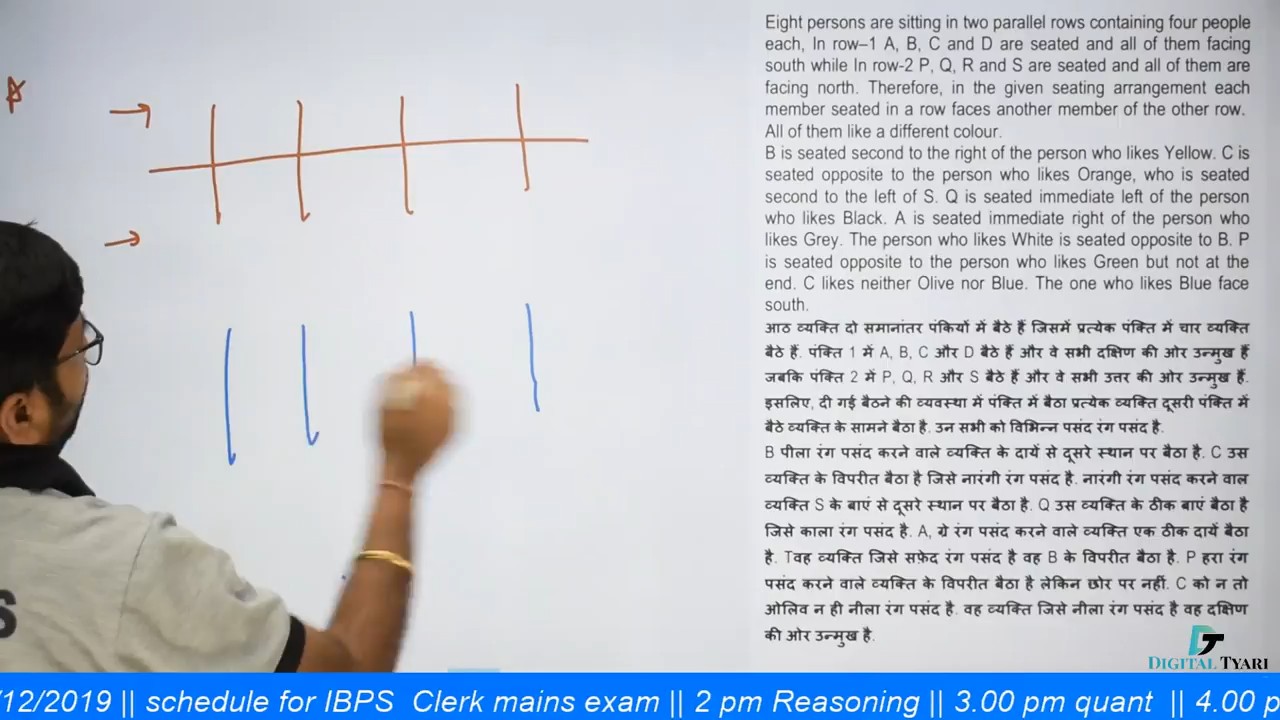 A
Eight persons are sitting in two parallel rows containing four people
each, In row–1 A, B, C and D are seated and all of them facing
south while In row-2 P, Q, R and S are seated and all of them are
facing north. Therefore, in the given seating arrangement each
member seated in a row faces another member of the other row.
All of them like a different colour.
B is seated second to the right of the person who likes Yellow. C is
seated opposite to the person who likes Orange, who is seated
second to the left of S. Q is seated immediate left of the person
who likes Black. A is seated immediate right of the person who
likes Grey. The person who likes White is seated opposite to B. P
is seated opposite to the person who likes Green but not at the
end. C likes neither Olive nor Blue. The one who likes Blue face
south.
आठ व्यक्ति दो समानांतर पंकियों में बैठे हैं जिसमें प्रत्येक पंक्ति में चार व्यक्ति
बैठे हैं. पंक्ति 1 में A, B, C और D बैठे हैं और वे सभी दक्षिण की ओर उन्मुख हैं
जबकि पंक्ति 2 में P, Q, R और S बैठे हैं और वे सभी उत्तर की ओर उन्मुख हैं.
इसलिए, दी गई बैठने की व्यवस्था में पंक्ति में बैठा प्रत्येक व्यक्ति दूसरी पंक्ति में
बैठे व्यक्ति के सामने बैठा है. उन सभी को विभिन्न पसंद रंग पसंद है.
B पीला रंग पसंद करने वाले व्यक्ति के दायें से दूसरे स्थान पर बैठा है. C उस
व्यक्ति के विपरीत बैठा है जिसे नारंगी रंग पसंद है. नारंगी रंग पसंद करने वाल
व्यक्ति S के बाएं से दूसरे स्थान पर बैठा है. Q उस व्यक्ति के ठीक बाएं बैठा है
जिसे काला रंग पसंद है. A, ग्रे रंग पसंद करने वाले व्यक्ति एक ठीक दायें बैठा
है. Tवह व्यक्ति जिसे सफ़ेद रंग पसंद है वह B के विपरीत बैठा है. P हरा रंग
पसंद करने वाले व्यक्ति के विपरीत बैठा है लेकिन छोर पर नहीं. C को न तो
ओलिव न ही नीला रंग पसंद है. वह व्यक्ति जिसे नीला रंग पसंद है वह दक्षिण
की ओर उन्मुख है.
DT
DIGITAL TYARI
/12/2019 || schedule for IBPS Clerk mains exam || 2 pm Reasoning || 3.00 pm quant || 4.00 p